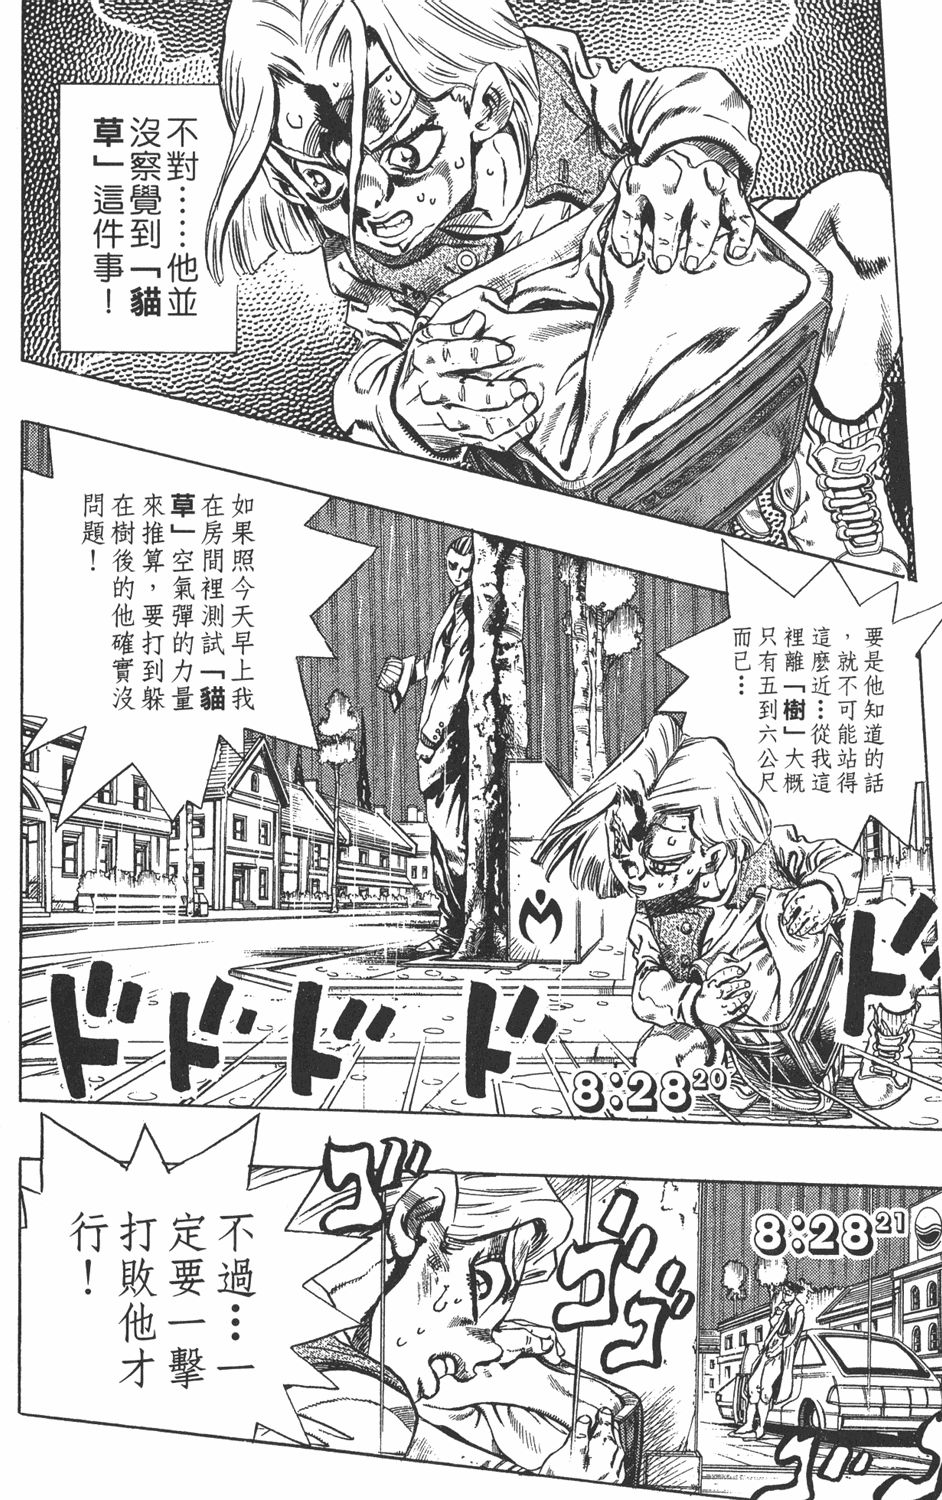 不對……他並
沒察覺到「貓
草」這件事！
要是他知道的話
，就不可能站得
這麼近…從我這
裡離「樹」大概
只有五到六公尺
而已…
如果照今天早上我
在房間裡測試「貓
草」空氣彈的力量
來推算，要打到躲
在樹後的他確實沒
問題！
ド
ド
ド
ド
ド
ド
8:28 20
8:28 21
ゴ
ゴ
ゴ
ゴ
ゴ
ゴ
不過…一
定要一擊
打敗他才
行！